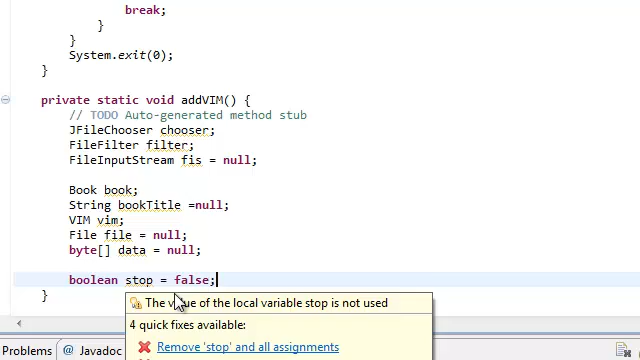 break;
}
}
System.exit(0);
}
private static void addVIM() {
// TODO Auto-generated method stub
JFileChooser chooser;
FileFilter filter;
FileInputStream fis = null;
Book book;
String bookTitle =null;
VIM vim;
File file = null;
byte[] data = null;
boolean stop = false;
}
The value of the local variable stop is not used
4 quick fixes available:
Remove 'stop' and all assignments
Problems @ Javadoc